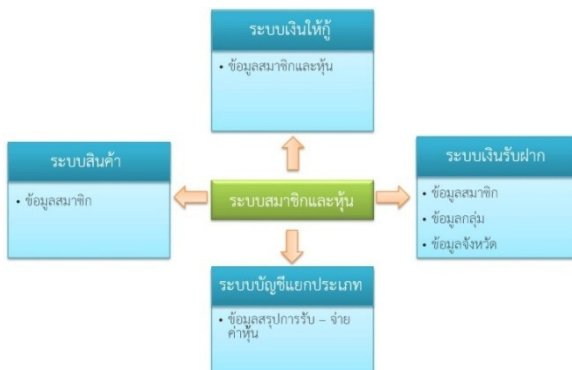 ระบบเงินให้กู้
• ข้อมูลสมาชิกและหุ้น
ระบบสินค้า
• ข้อมูลสมาชิก
ระบบสมาชิกและหุ้น
ระบบเงินรับฝาก
• ข้อมูลสมาชิก
• ข้อมูลกลุ่ม
• ข้อมูลจังหวัด
ระบบบัญชีแยกประเภท
• ข้อมูลสรุปการรับ – จ่าย
ค่าหุ้น